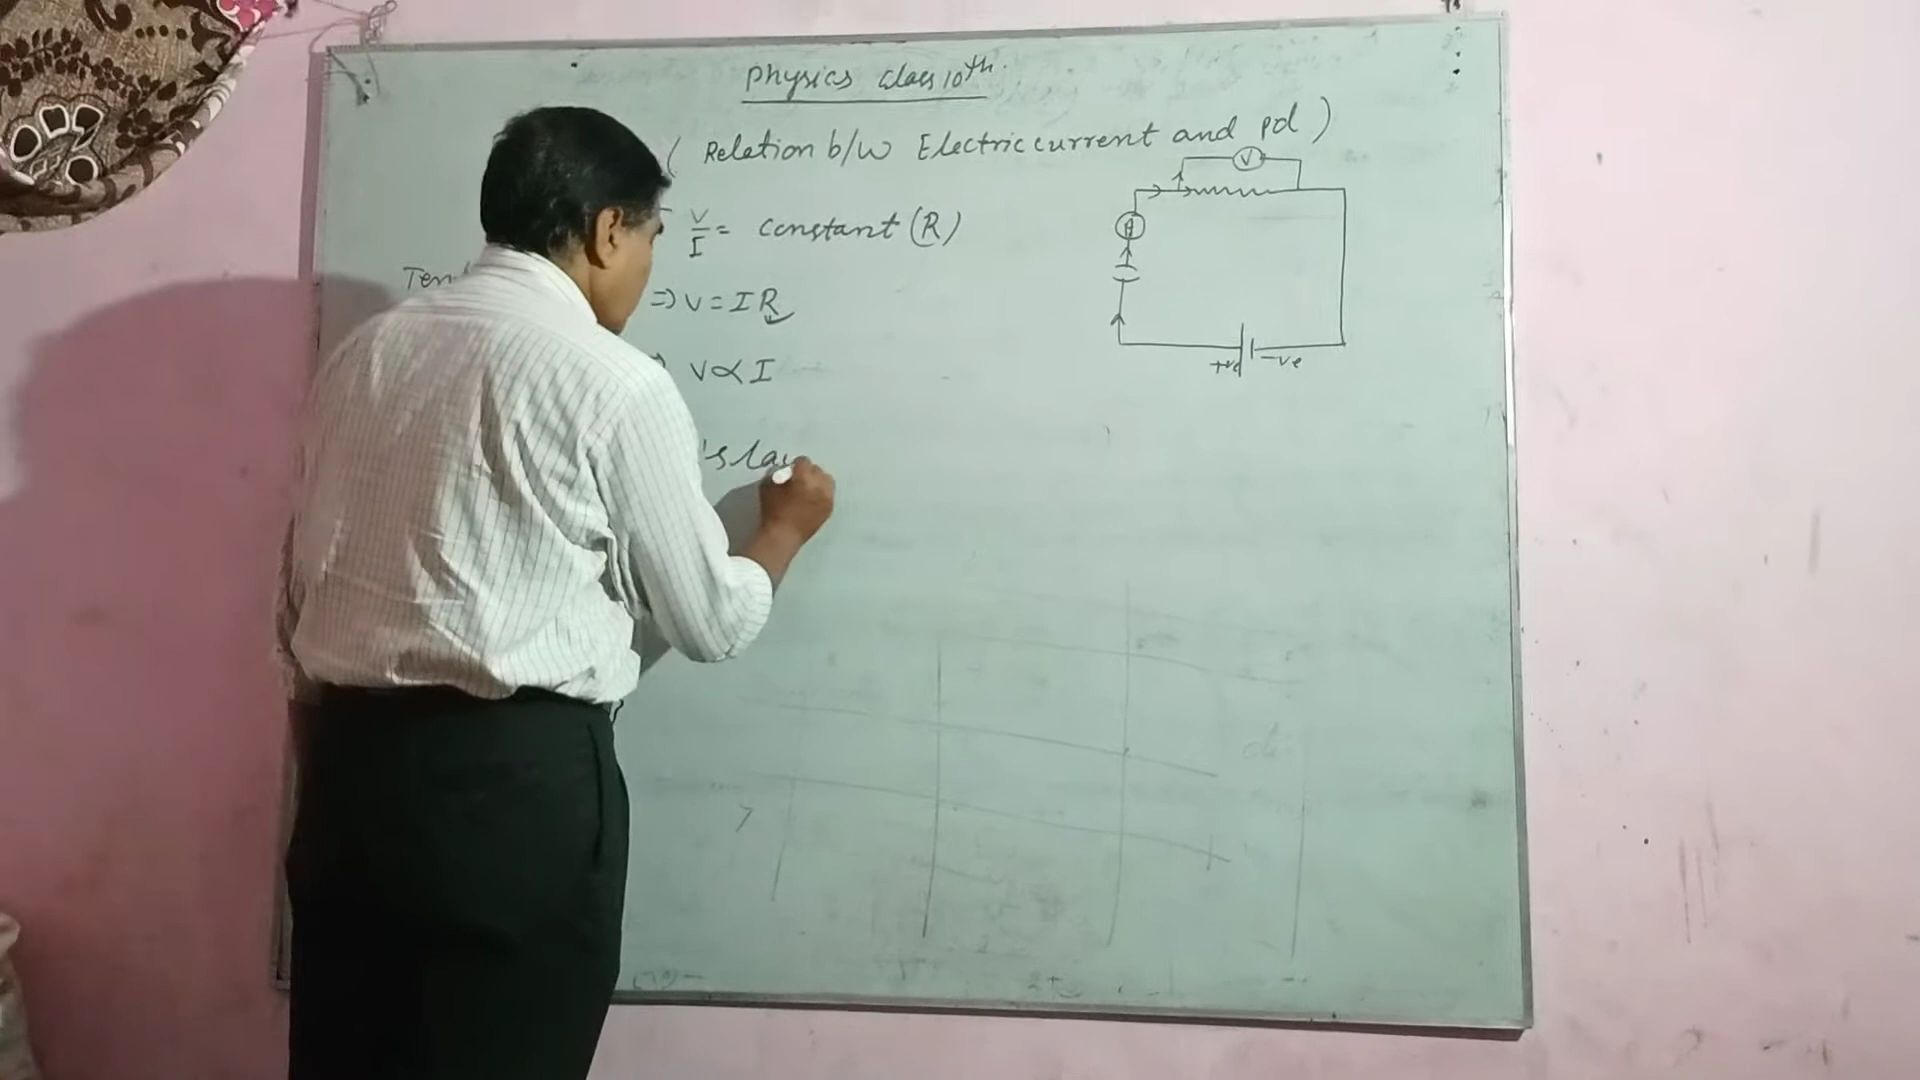 Physics class 10th.
( Relation b/w Electric current and pd )
V
V/I = constant (R)
A
⇒ V = IR
V ∝ I
+ve -ve
's law